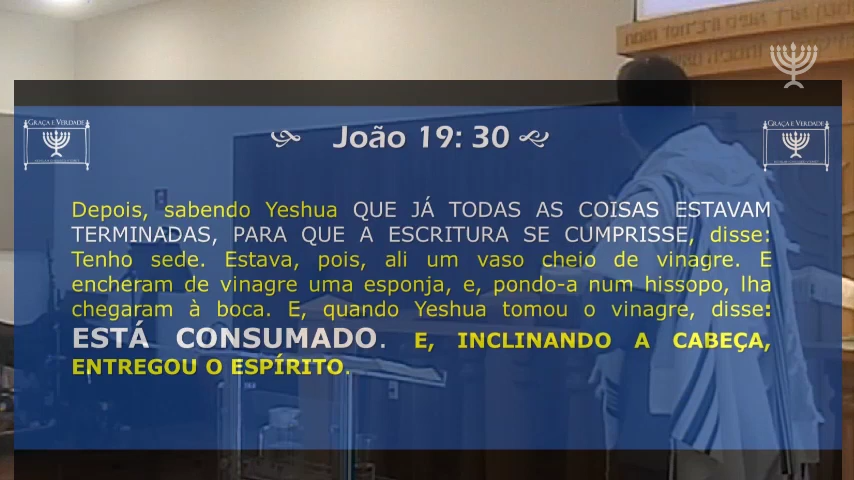 GRAÇA E VERDADE
GRAÇA E VERDADE
João 19: 30
Depois, sabendo Yeshua QUE JÁ TODAS AS COISAS ESTAVAM
TERMINADAS, PARA QUE A ESCRITURA SE CUMPRISSE, disse:
Tenho sede. Estava, pois, ali um vaso cheio de vinagre. E
encheram de vinagre uma esponja, e, pondo-a num hissopo, lha
chegaram à boca. E, quando Yeshua tomou o vinagre, disse:
ESTÁ CONSUMADO. E, INCLINANDO A CABEÇA,
ENTREGOU O ESPÍRITO.